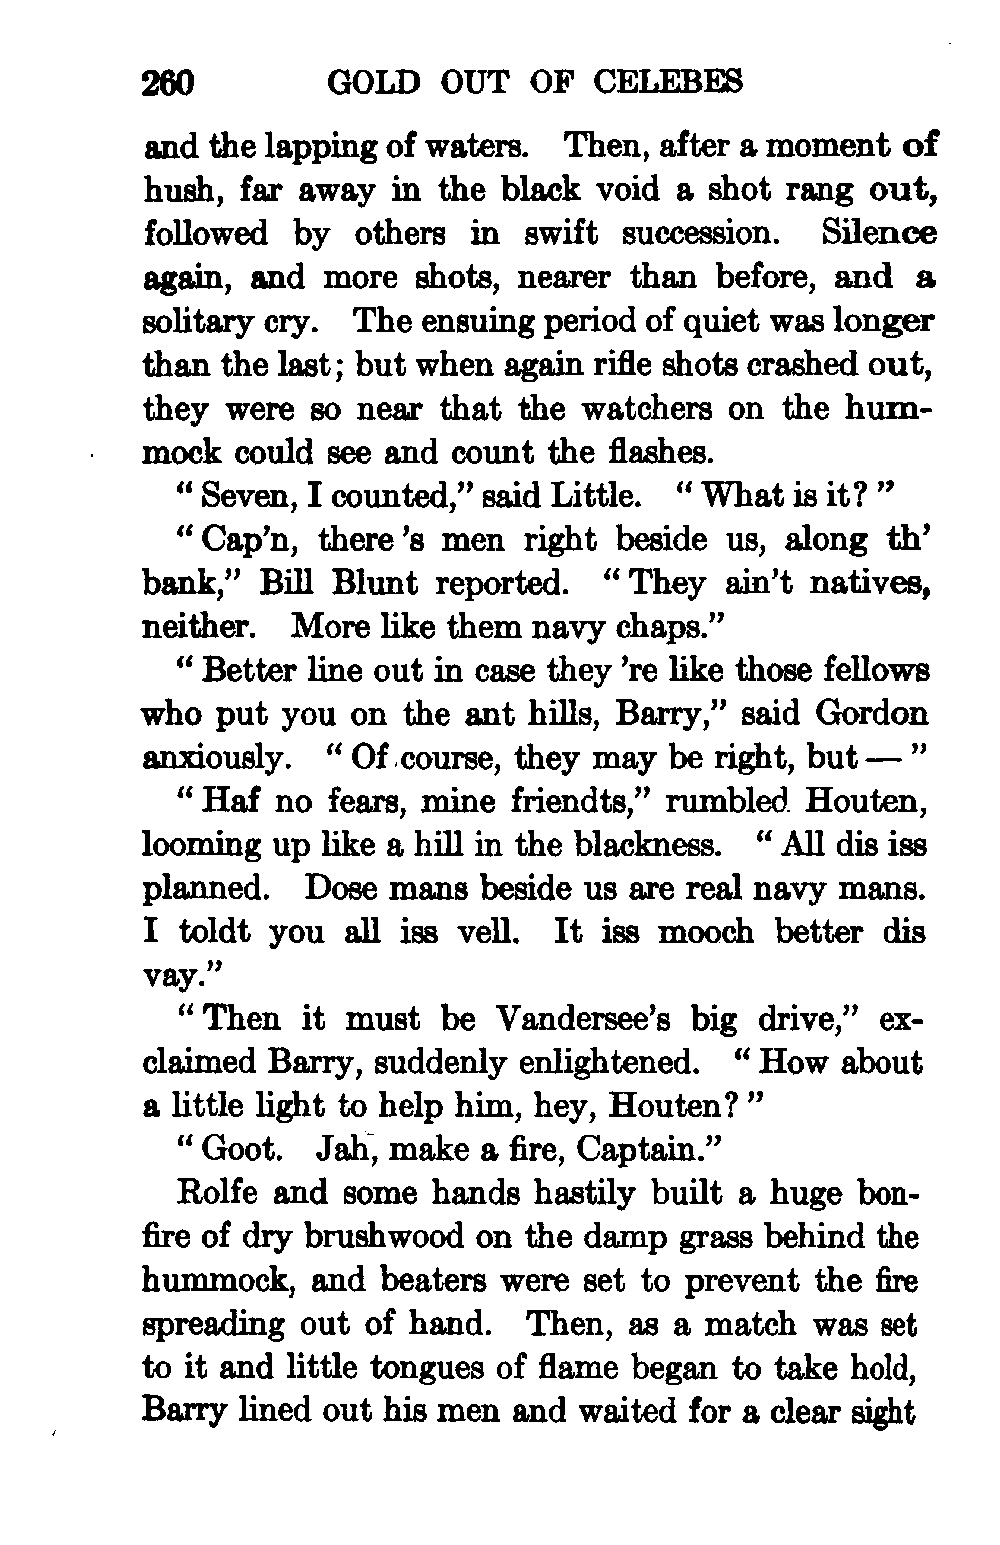 260 GOLD OUT OF CELEBES
and the lapping of waters. Then, after a moment of
hush, far away in the black void a shot rang out,
followed by others in swift succession. Silence
again, and more shots, nearer than before, and a
solitary cry. The ensuing period of quiet was longer
than the last; but when again rifle shots crashed out,
they were so near that the watchers on the hum-
mock could see and count the flashes.
“ Seven, I counted,” said Little. “ What is it? ”
“ Cap’n, there ’s men right beside us, along th’
bank,” Bill Blunt reported. “ They ain’t natives,
neither. More like them navy chaps.”
“ Better line out in case they ’re like those fellows
who put you on the ant hills, Barry,” said Gordon
anxiously. “ Of course, they may be right, but — ”
“ Haf no fears, mine friendts,” rumbled Houten,
looming up like a hill in the blackness. “ All dis iss
planned. Dose mans beside us are real navy mans.
I toldt you all iss vell. It iss mooch better dis
vay.”
“ Then it must be Vandersee’s big drive,” ex-
claimed Barry, suddenly enlightened. “ How about
a little light to help him, hey, Houten? ”
“ Goot. Jah, make a fire, Captain.”
Rolfe and some hands hastily built a huge bon-
fire of dry brushwood on the damp grass behind the
hummock, and beaters were set to prevent the fire
spreading out of hand. Then, as a match was set
to it and little tongues of flame began to take hold,
Barry lined out his men and waited for a clear sight